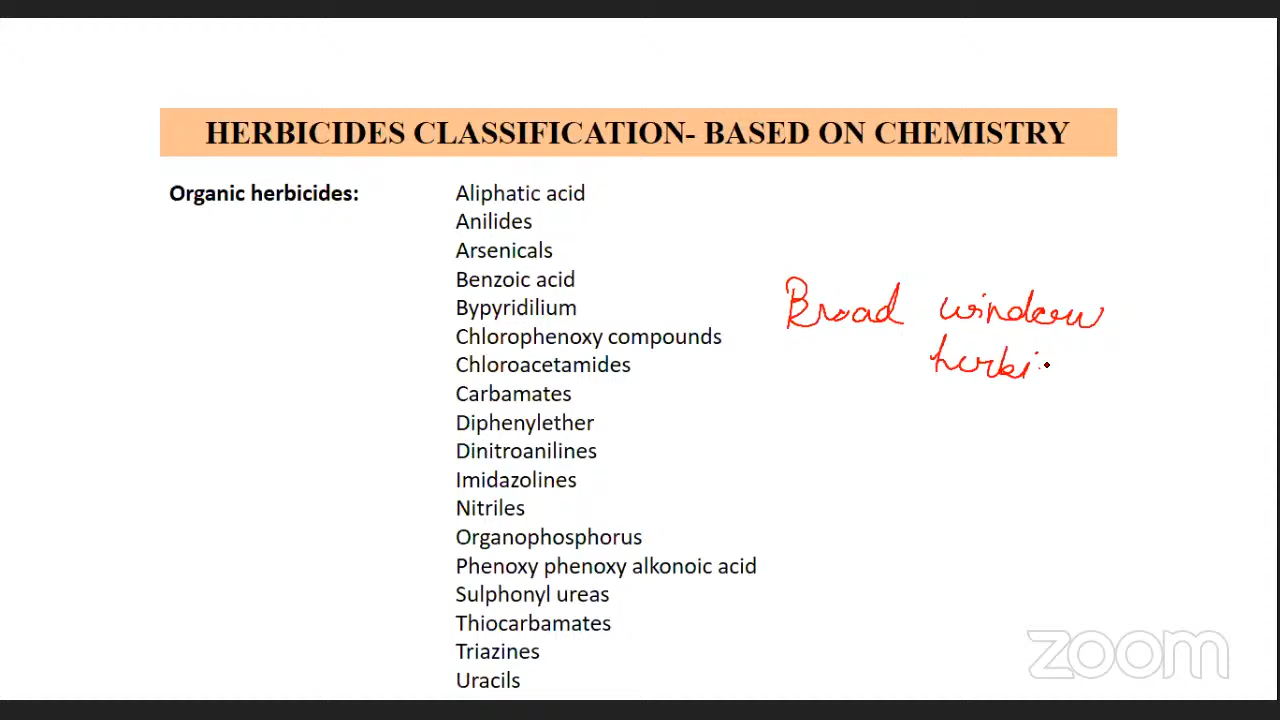 HERBICIDES CLASSIFICATION- BASED ON CHEMISTRY
Organic herbicides: Aliphatic acid
Anilides
Arsenicals
Benzoic acid
Bypyridilium
Chlorophenoxy compounds
Chloroacetamides
Carbamates
Diphenylether
Dinitroanilines
Imidazolines
Nitriles
Organophosphorus
Phenoxy phenoxy alkonoic acid
Sulphonyl ureas
Thiocarbamates
Triazines
Uracils
Broad window
herbi
zoom